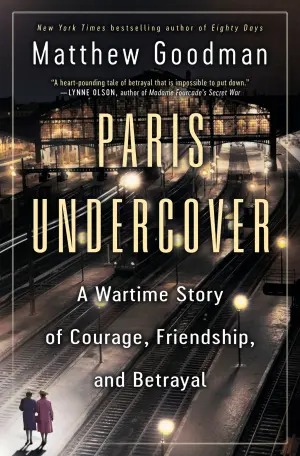 New York Times bestselling author of Eighty Days
Matthew Goodman
"A heart-pounding tale of betrayal that is impossible to put down."
—LYNNE OLSON, author of Madame Fourcade's Secret War
PARIS
UNDERCOVER
A Wartime Story
of Courage, Friendship,
and Betrayal